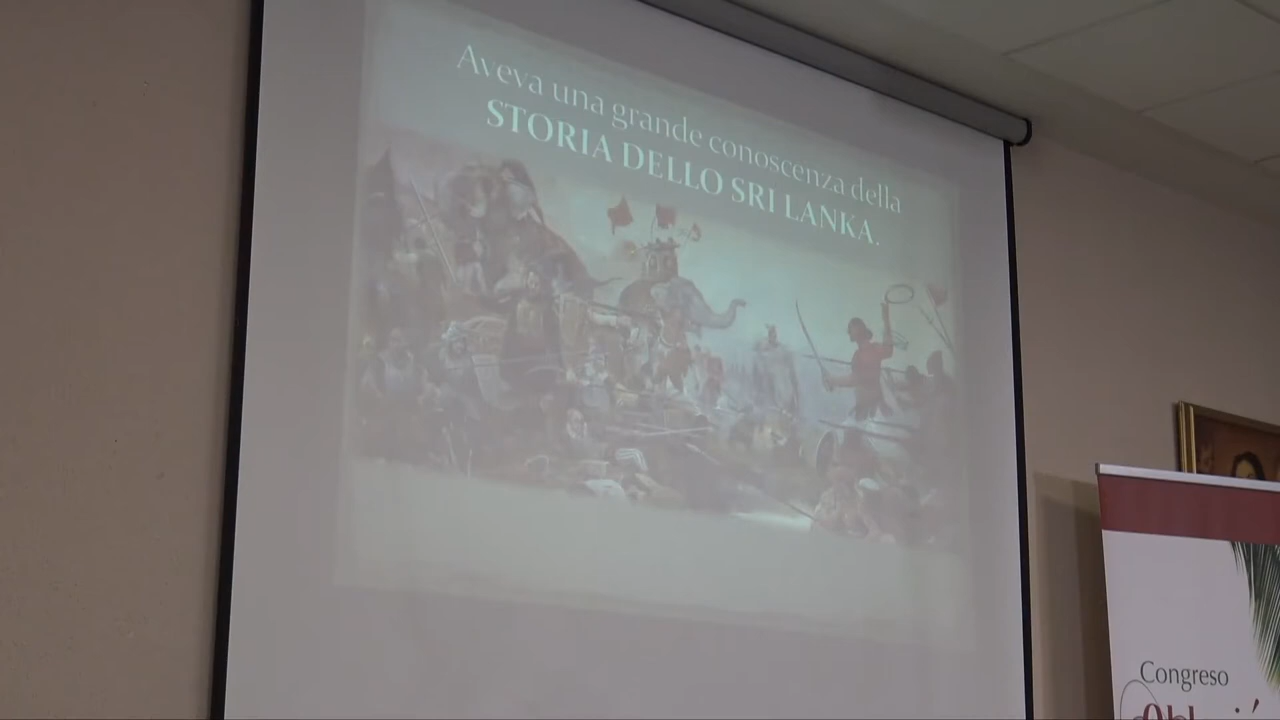 Aveva una grande conoscenza della
STORIA DELLO SRI LANKA.
Congreso